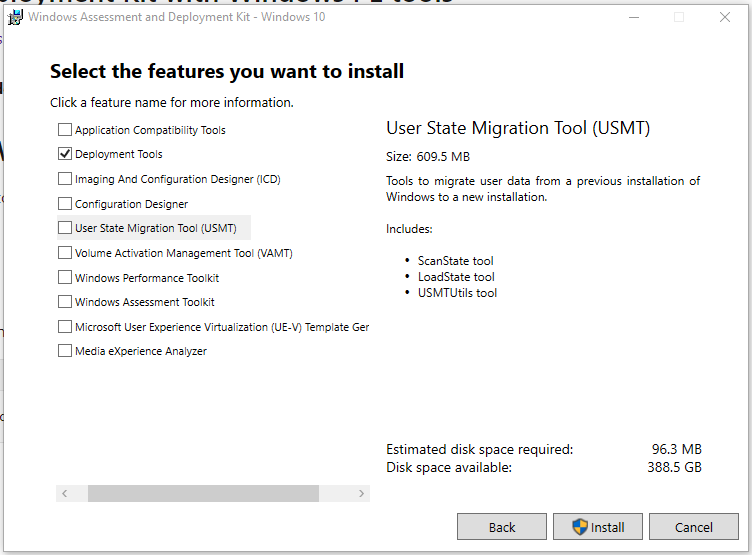 Windows Assessment and Deployment Kit - Windows 10
Select the features you want to install
Click a feature name for more information.
Application Compatibility Tools
Deployment Tools
Imaging And Configuration Designer (ICD)
Configuration Designer
User State Migration Tool (USMT)
Volume Activation Management Tool (VAMT)
Windows Performance Toolkit
Windows Assessment Toolkit
Microsoft User Experience Virtualization (UE-V) Template Ger
Media eXperience Analyzer
User State Migration Tool (USMT)
Size: 609.5 MB
Tools to migrate user data from a previous installation of
Windows to a new installation.
Includes:
• ScanState tool
• LoadState tool
• USMTUtils tool
Estimated disk space required: 96.3 MB
Disk space available: 388.5 GB
Back
Install
Cancel